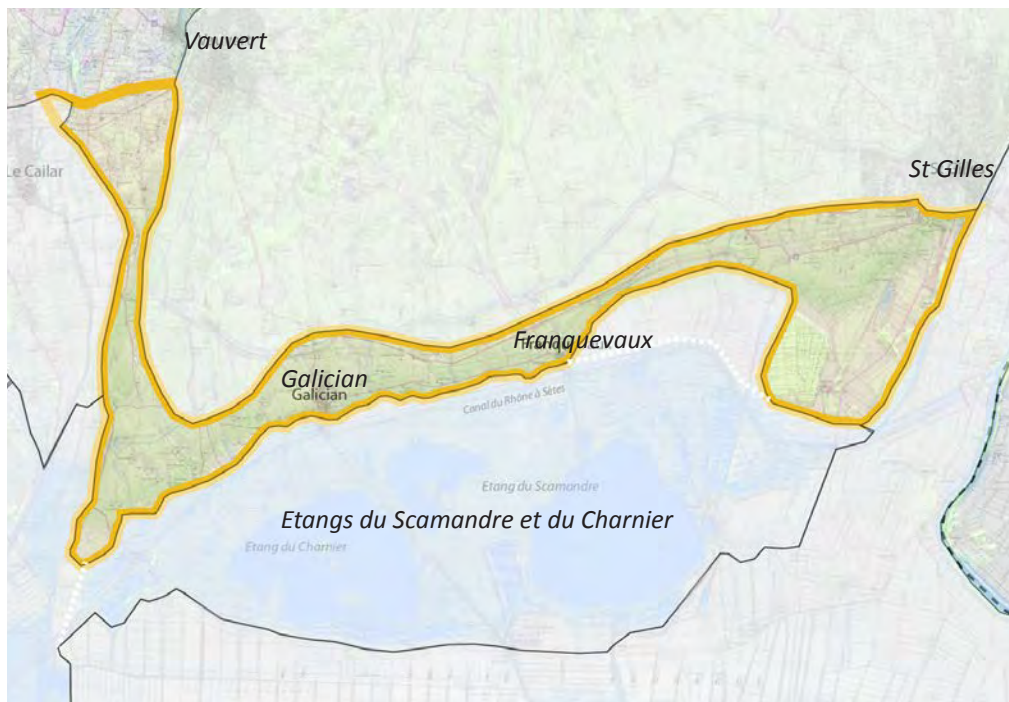 Vauvert
Le Cailar
St Gilles
Franquevaux
Galician
Galician
Canal du Rhône à Sètes
Etang du Scamandre
Etangs du Scamandre et du Charnier
Etang du Charnier